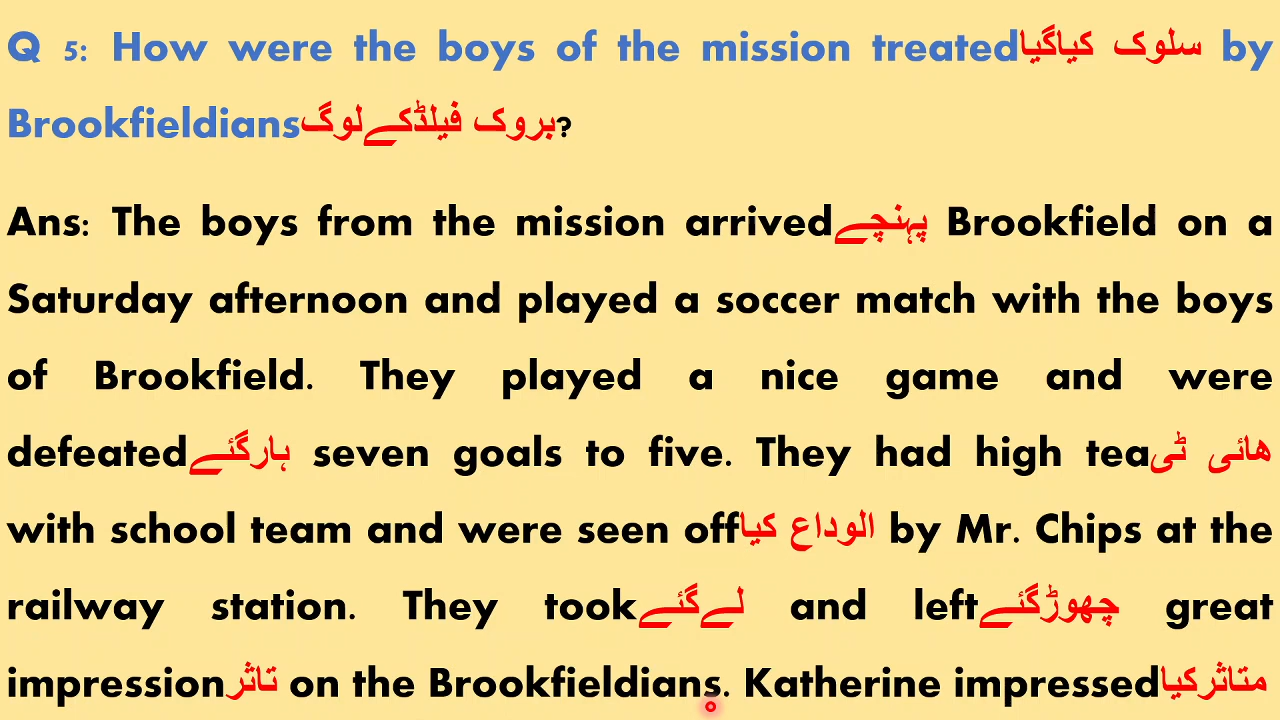 Q 5: How were the boys of the mission treatedسلوک کیاگیا by
Brookfieldiansبروک فیلڈکےلوگ?
Ans: The boys from the mission arrivedپہنچے Brookfield on a
Saturday afternoon and played a soccer match with the boys
of Brookfield. They played a nice game and were
defeatedہارگئے seven goals to five. They had high teaھائی ٹی
with school team and were seen offالوداع کیا by Mr. Chips at the
railway station. They tookلےگئے and leftچھوڑگئے great
impressionتاثر on the Brookfieldians. Katherine impressedمتاثرکیا